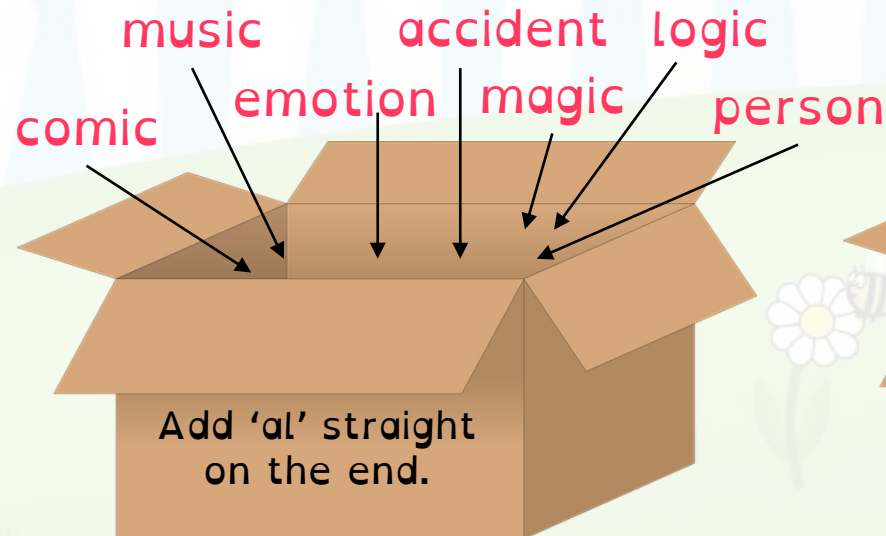 music
accident
logic
emotion
magic
person
comic
Add ‘al’ straight
on the end.